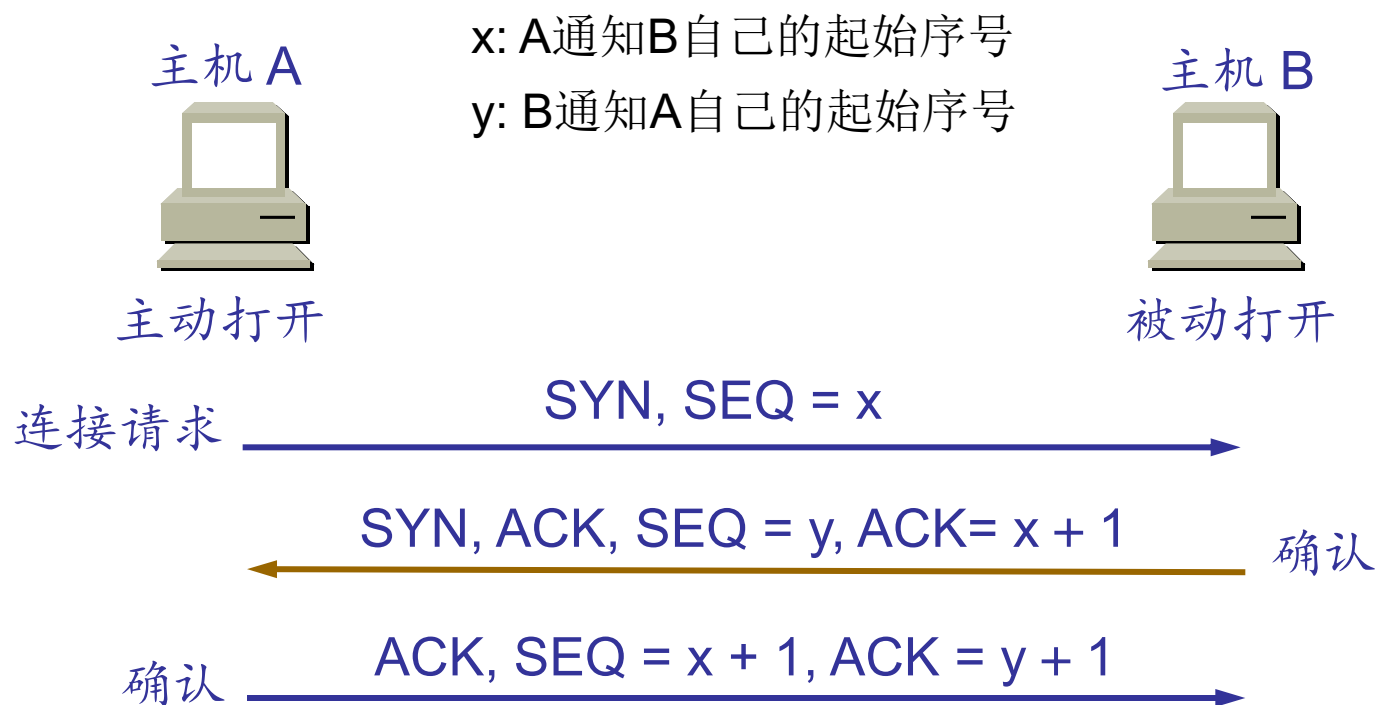 x: A通知B自己的起始序号
主机 A
主机 B
y: B通知A自己的起始序号
主动打开
被动打开
SYN, SEQ = x
连接请求
SYN, ACK, SEQ = y, ACK= x + 1
确认
ACK, SEQ = x + 1, ACK = y + 1
确认